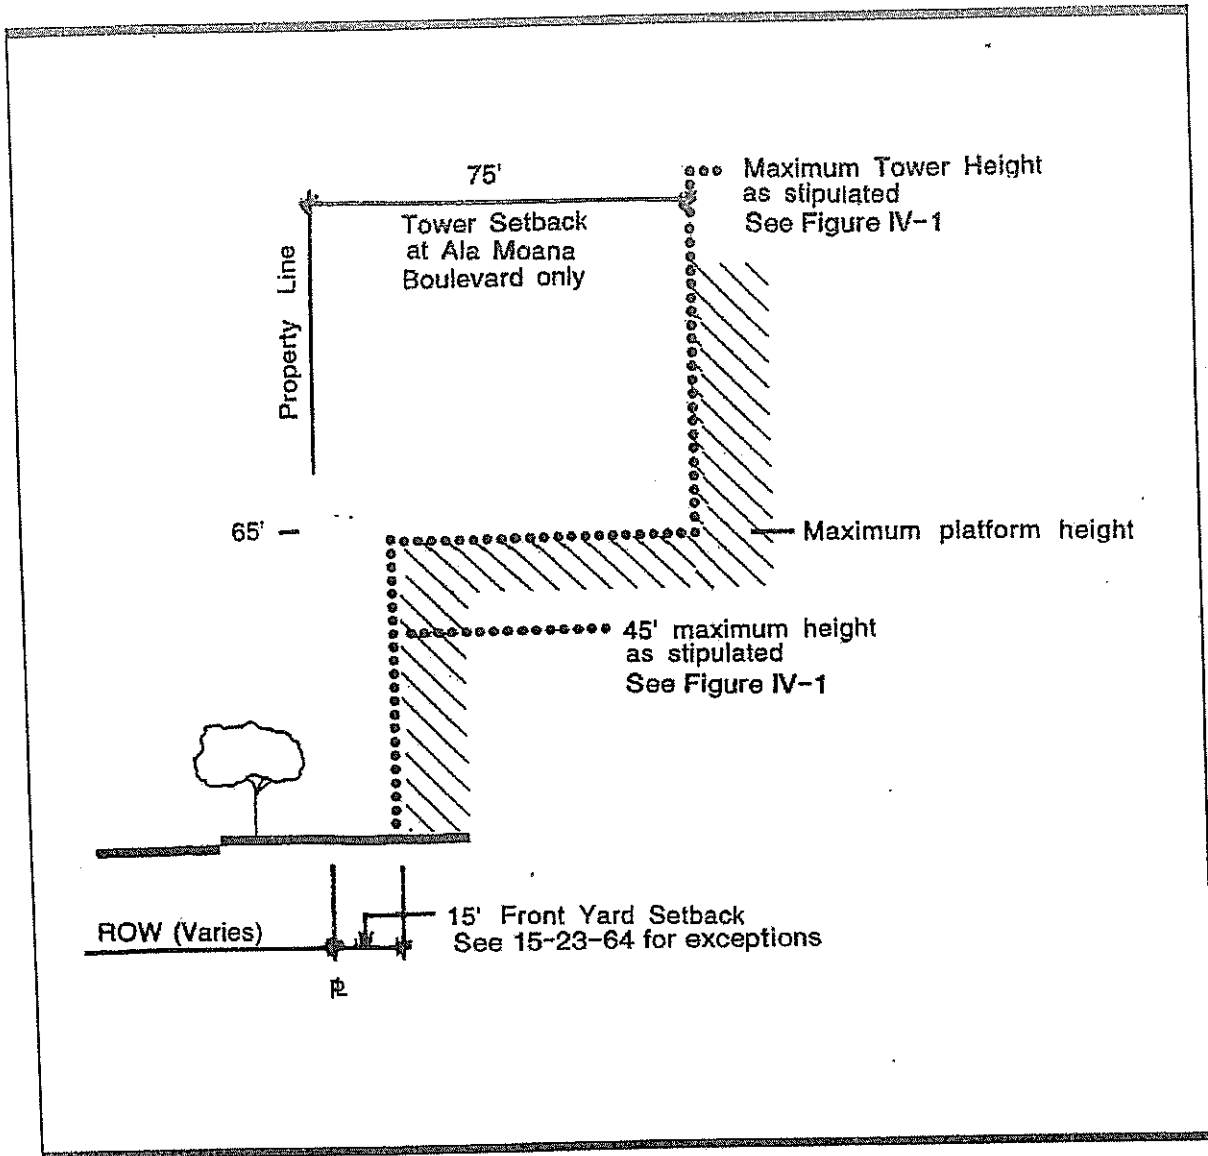 75'
Maximum Tower Height
as stipulated
See Figure IV-1
Tower Setback
at Ala Moana
Boulevard only
Property Line
65'
Maximum platform height
45' maximum height
as stipulated
See Figure IV-1
15' Front Yard Setback
See 15-23-64 for exceptions
ROW (Varies)
PL